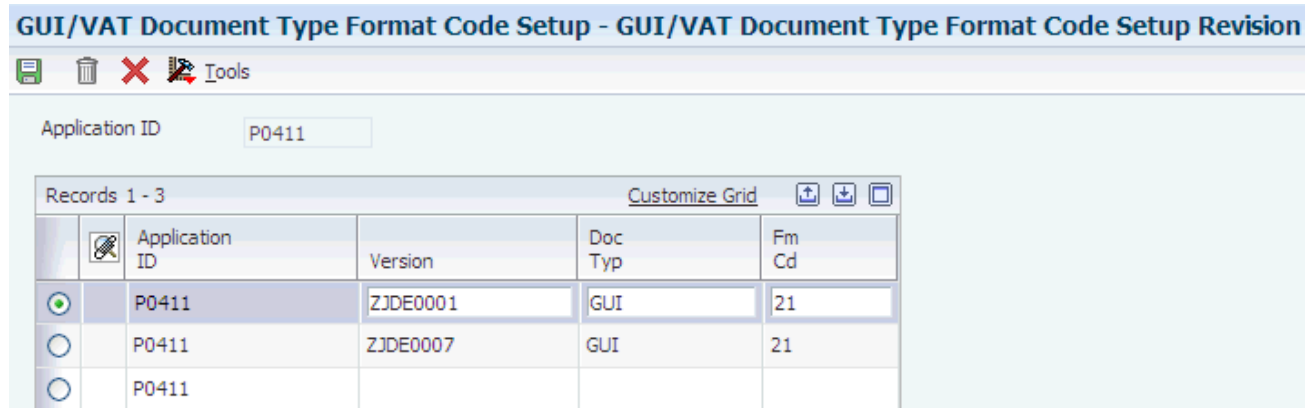 GUI/VAT Document Type Format Code Setup - GUI/VAT Document Type Format Code Setup Revision
Tools
Application ID P0411
Records 1 - 3 Customize Grid
Application ID Version Doc Typ Fm Cd
P0411 ZJDE0001 GUI 21
P0411 ZJDE0007 GUI 21
P0411